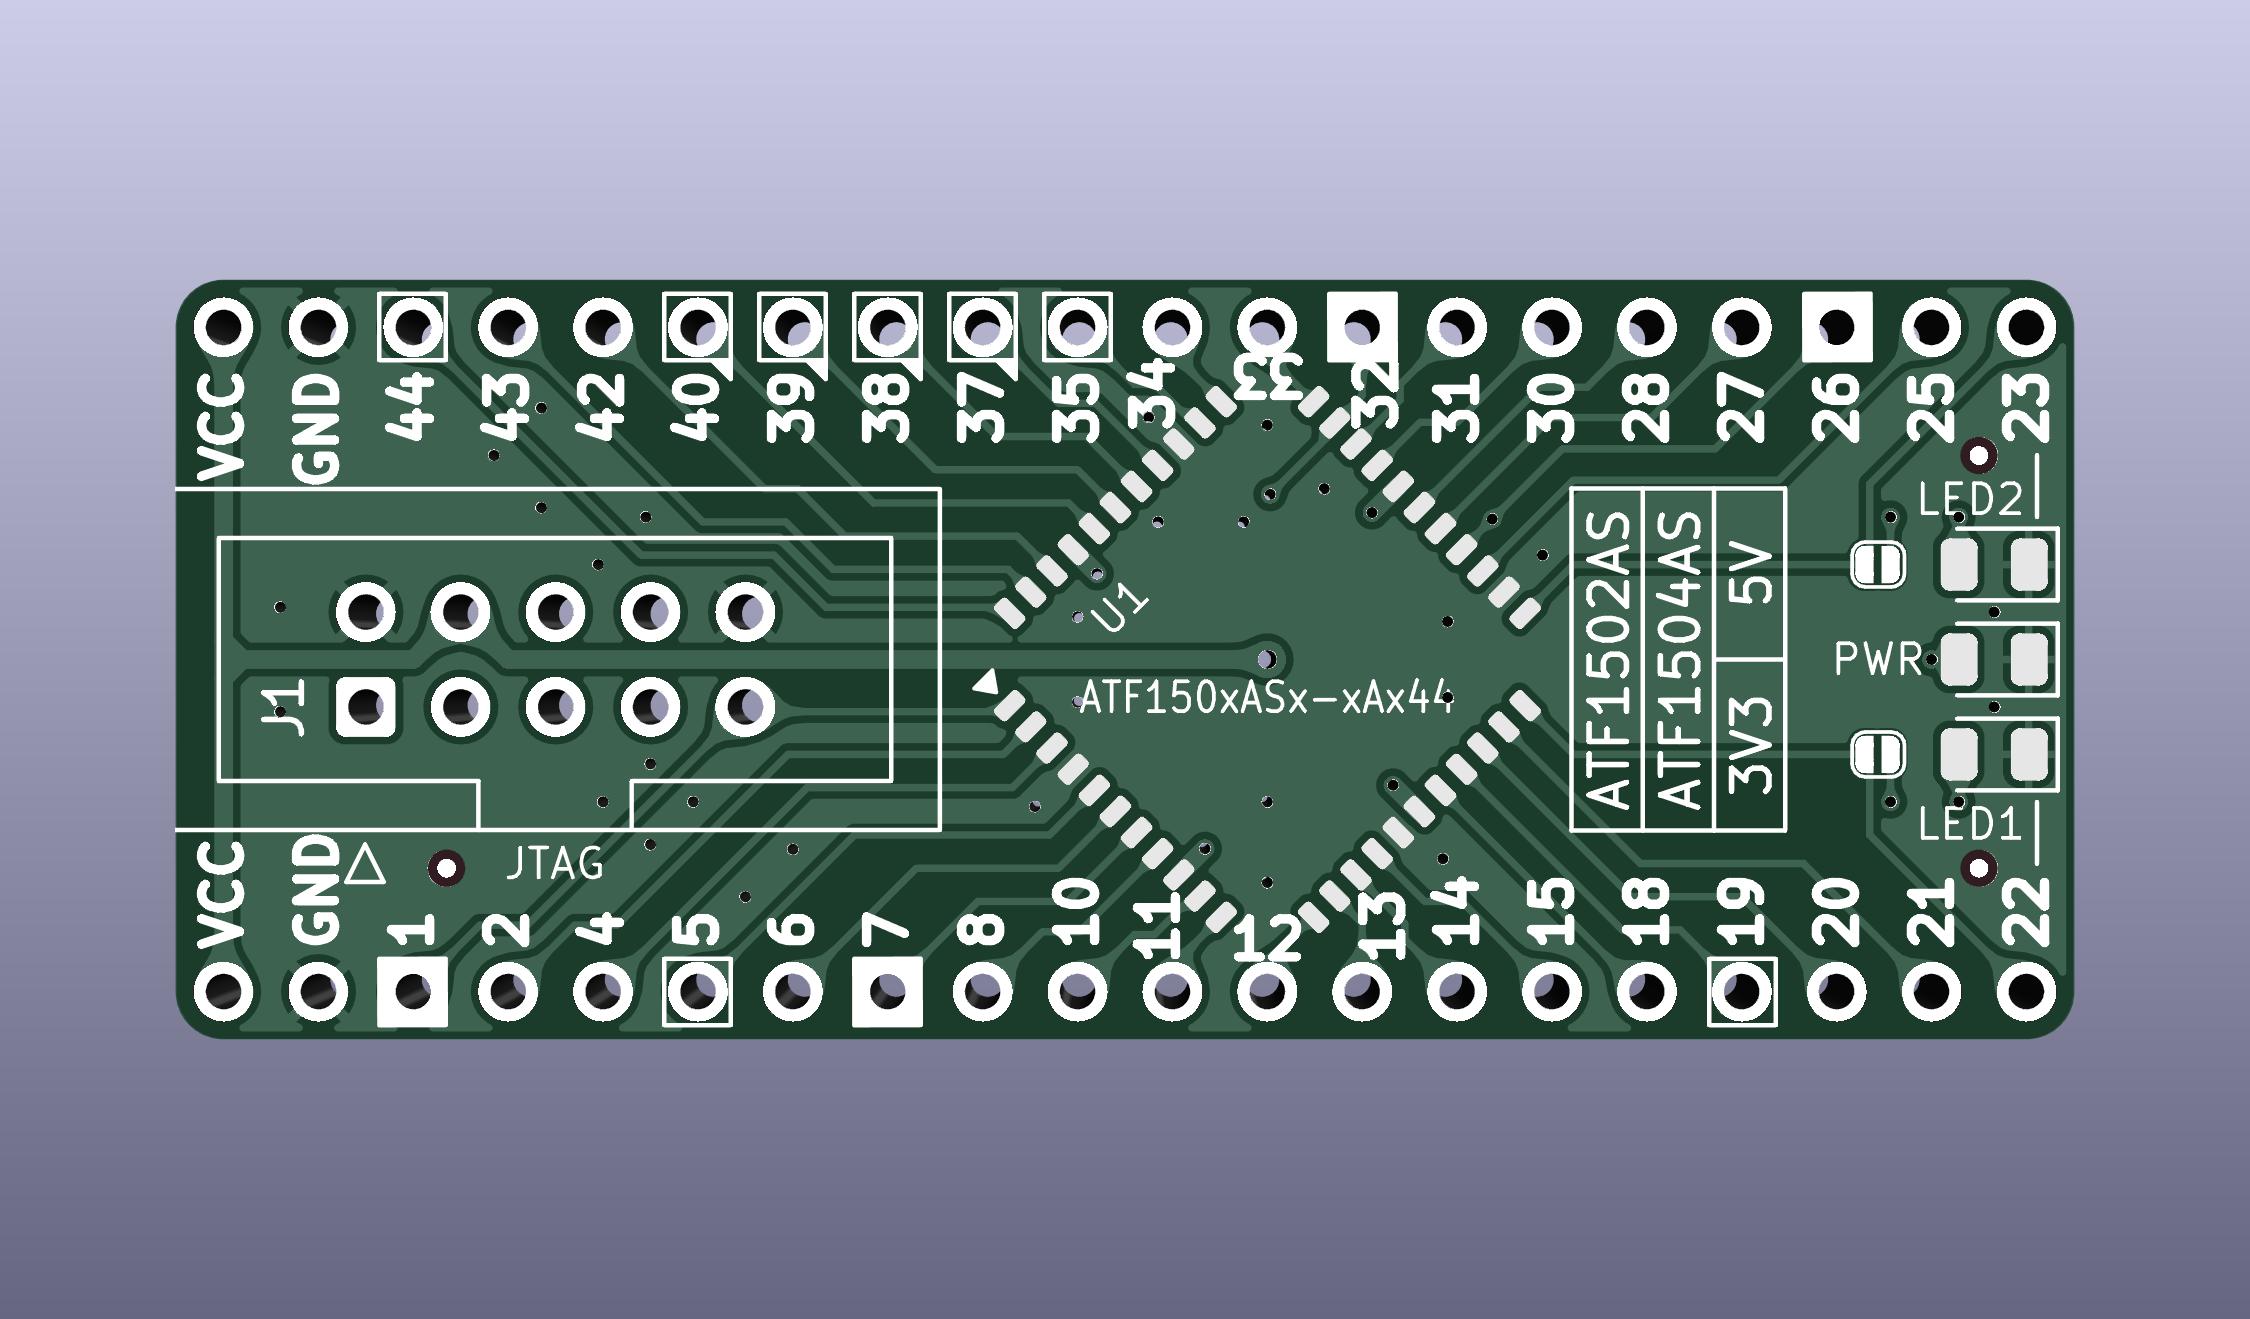 VCC GND 44 43 42 40 39 38 37 35 34 33 32 31 30 28 27 26 25 23
LED2
U1
ATF1502AS
ATF1504AS
5V
3V3
PWR
J1
ATF150xASx-xAx44
LED1
JTAG
VCC GND 1 2 4 5 6 7 8 10 11 12 13 14 15 18 19 20 21 22